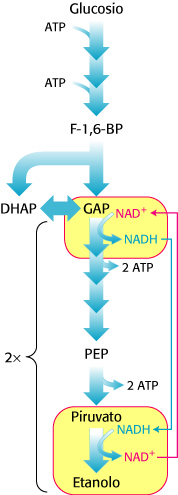 Glucosio
ATP
ATP
F-1,6-BP
DHAP
GAP
NAD⁺
NADH
2 ATP
2×
PEP
2 ATP
Piruvato
NADH
NAD⁺
Etanolo